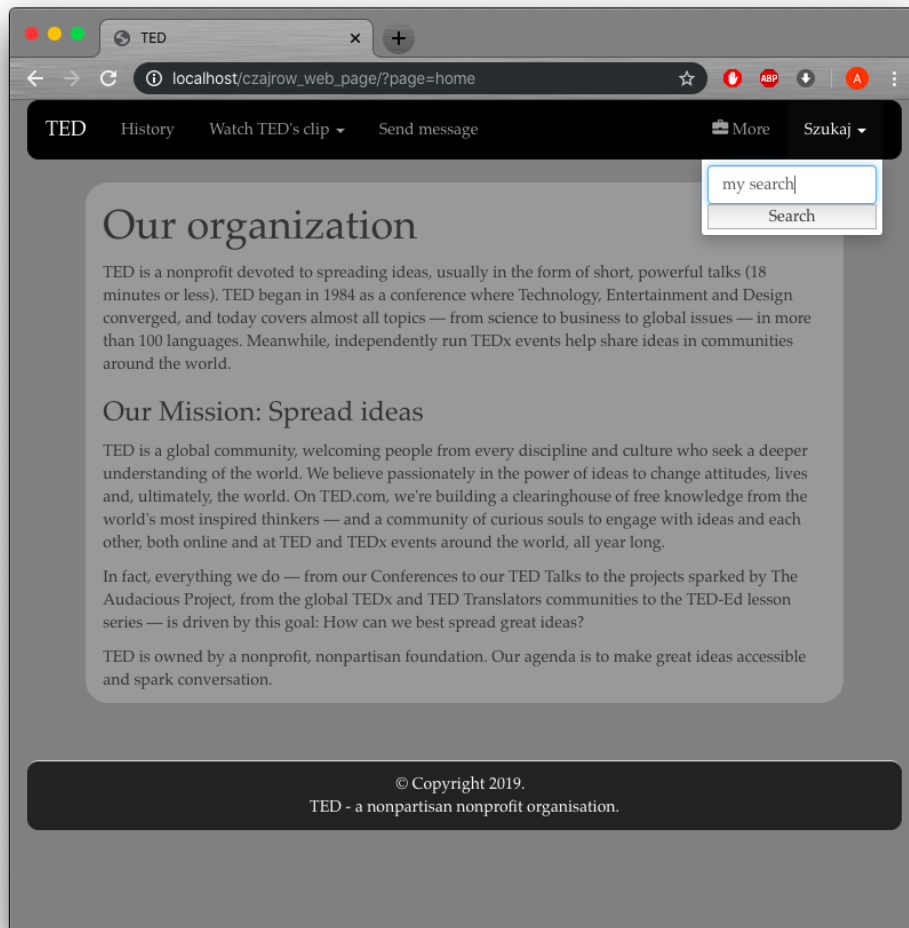 TED
localhost/czajrow_web_page/?page=home
ABP
A
TED History Watch TED's clip Send message More Szukaj
my search
Search
Our organization
TED is a nonprofit devoted to spreading ideas, usually in the form of short, powerful talks (18
minutes or less). TED began in 1984 as a conference where Technology, Entertainment and Design
converged, and today covers almost all topics — from science to business to global issues — in more
than 100 languages. Meanwhile, independently run TEDx events help share ideas in communities
around the world.
Our Mission: Spread ideas
TED is a global community, welcoming people from every discipline and culture who seek a deeper
understanding of the world. We believe passionately in the power of ideas to change attitudes, lives
and, ultimately, the world. On TED.com, we're building a clearinghouse of free knowledge from the
world's most inspired thinkers — and a community of curious souls to engage with ideas and each
other, both online and at TED and TEDx events around the world, all year long.
In fact, everything we do — from our Conferences to our TED Talks to the projects sparked by The
Audacious Project, from the global TEDx and TED Translators communities to the TED-Ed lesson
series — is driven by this goal: How can we best spread great ideas?
TED is owned by a nonprofit, nonpartisan foundation. Our agenda is to make great ideas accessible
and spark conversation.
© Copyright 2019.
TED - a nonpartisan nonprofit organisation.